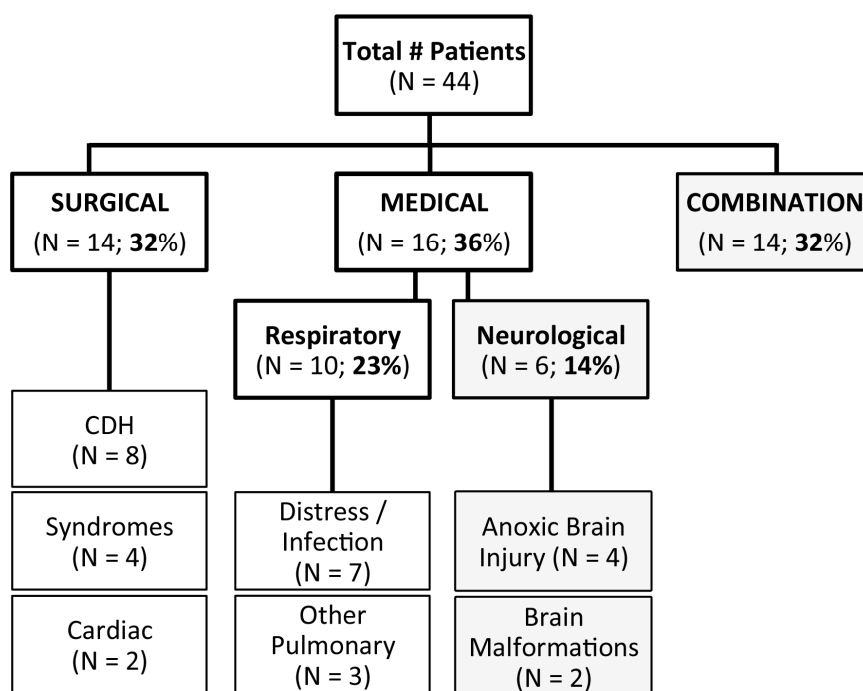 Total # Patients
(N = 44)
SURGICAL
(N = 14; 32%)
MEDICAL
(N = 16; 36%)
COMBINATION
(N = 14; 32%)
Respiratory
(N = 10; 23%)
Neurological
(N = 6; 14%)
CDH
(N = 8)
Syndromes
(N = 4)
Cardiac
(N = 2)
Distress /
Infection
(N = 7)
Other
Pulmonary
(N = 3)
Anoxic Brain
Injury (N = 4)
Brain
Malformations
(N = 2)